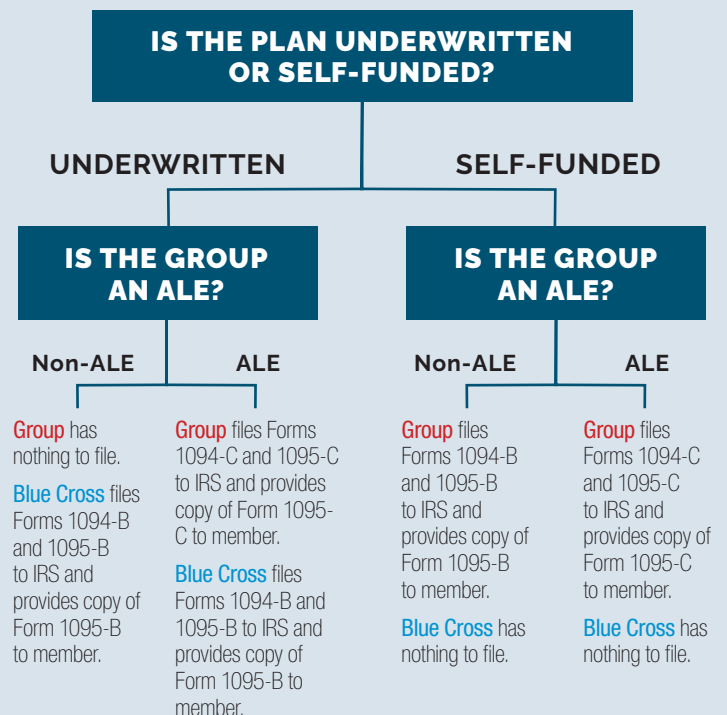 IS THE PLAN UNDERWRITTEN
OR SELF-FUNDED?
UNDERWRITTEN
SELF-FUNDED
IS THE GROUP
AN ALE?
Non-ALE
ALE
Group has
nothing to file.
Blue Cross files
Forms 1094-B
and 1095-B
to IRS and
provides copy of
Form 1095-B
to member.
Group files Forms
1094-C and 1095-C
to IRS and provides
copy of Form 1095-
C to member.
Blue Cross files
Forms 1094-B and
1095-B to IRS and
provides copy of
Form 1095-B to
member.
IS THE GROUP
AN ALE?
Non-ALE
ALE
Group files
Forms 1094-B
and 1095-B
to IRS and
provides copy of
Form 1095-B
to member.
Blue Cross has
nothing to file.
Group files
Forms 1094-C
and 1095-C
to IRS and
provides copy of
Form 1095-C
to member.
Blue Cross has
nothing to file.